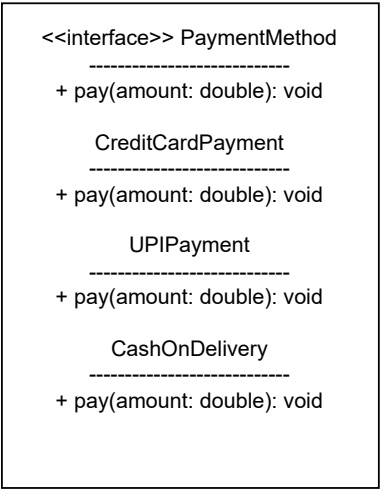 <<interface>> PaymentMethod
----------------------------
+ pay(amount: double): void
CreditCardPayment
----------------------------
+ pay(amount: double): void
UPIPayment
----------------------------
+ pay(amount: double): void
CashOnDelivery
----------------------------
+ pay(amount: double): void